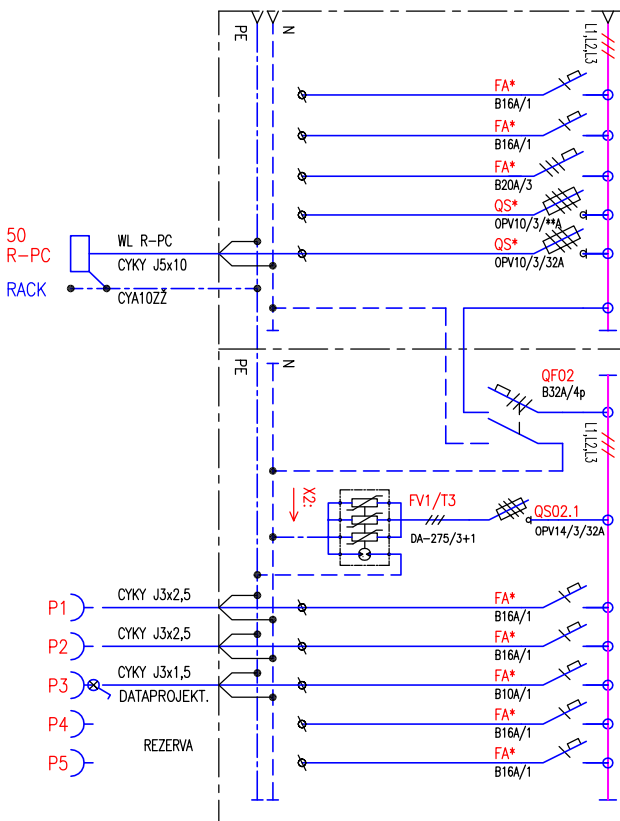 PE
N
L1,L2,L3
FA*
B16A/1
FA*
B16A/1
FA*
B20A/3
QS*
OPV10/3/**A
50
R-PC
WL R-PC
CYKY J5x10
QS*
OPV10/3/32A
RACK
CYA10ZŽ
PE
N
QF02
B32A/4p
L1,L2,L3
X2:
FV1/T3
DA-275/3+1
QS02.1
OPV14/3/32A
P1
CYKY J3x2,5
FA*
B16A/1
P2
CYKY J3x2,5
FA*
B16A/1
P3
CYKY J3x1,5
DATAPROJEKT.
FA*
B10A/1
P4
FA*
B16A/1
REZERVA
P5
FA*
B16A/1